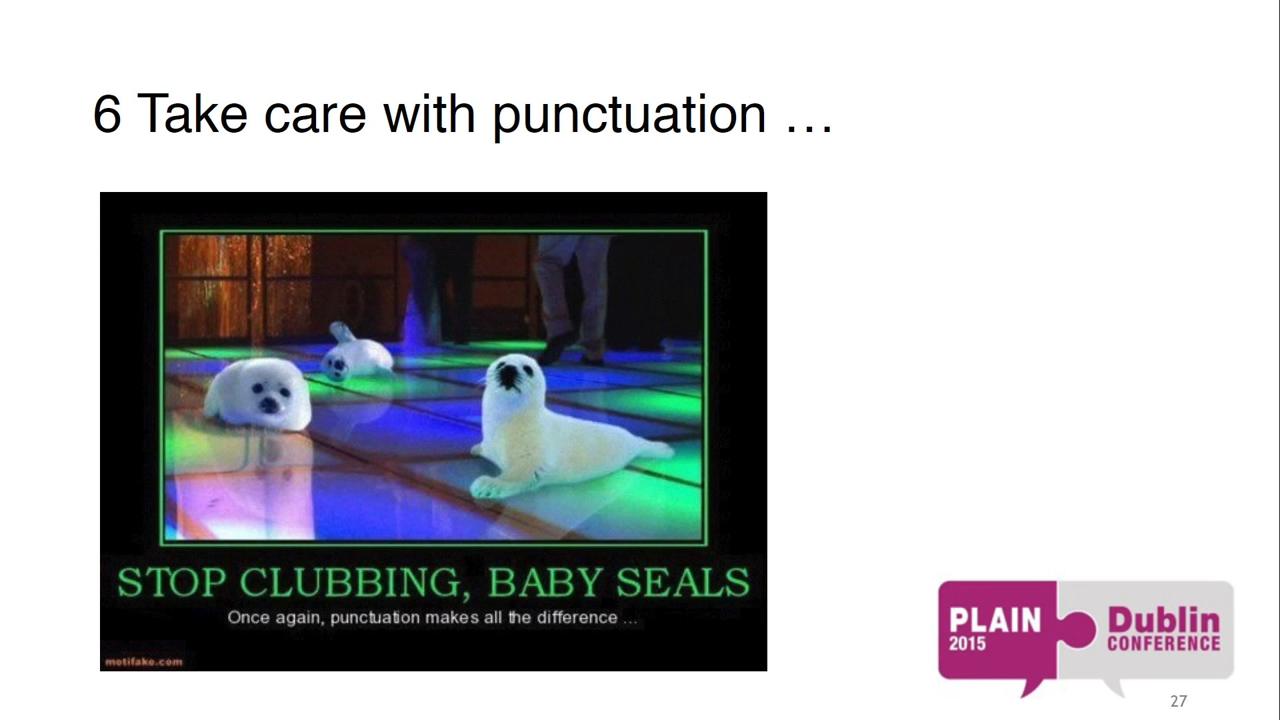 6 Take care with punctuation …
STOP CLUBBING, BABY SEALS
Once again, punctuation makes all the difference ...
motifake.com
PLAIN
2015
Dublin
CONFERENCE
27